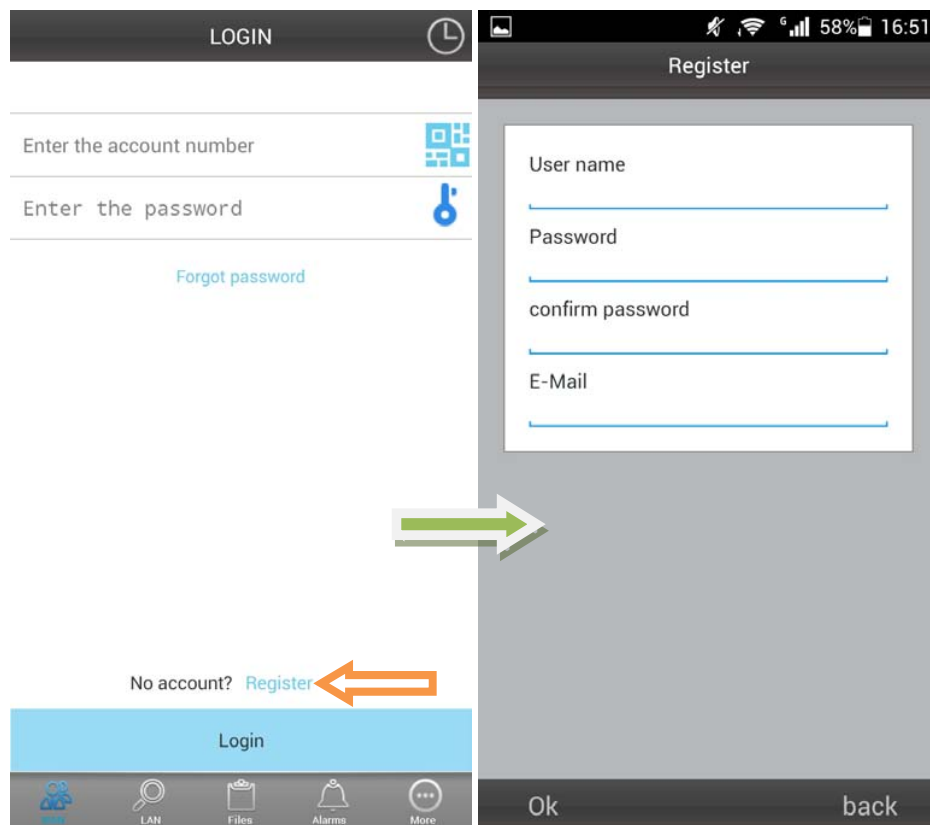 LOGIN
Enter the account number
Enter the password
Forgot password
No account? Register
Login
WAN
LAN
Files
Alarms
More
G 58% 16:51
Register
User name
Password
confirm password
E-Mail
Ok
back